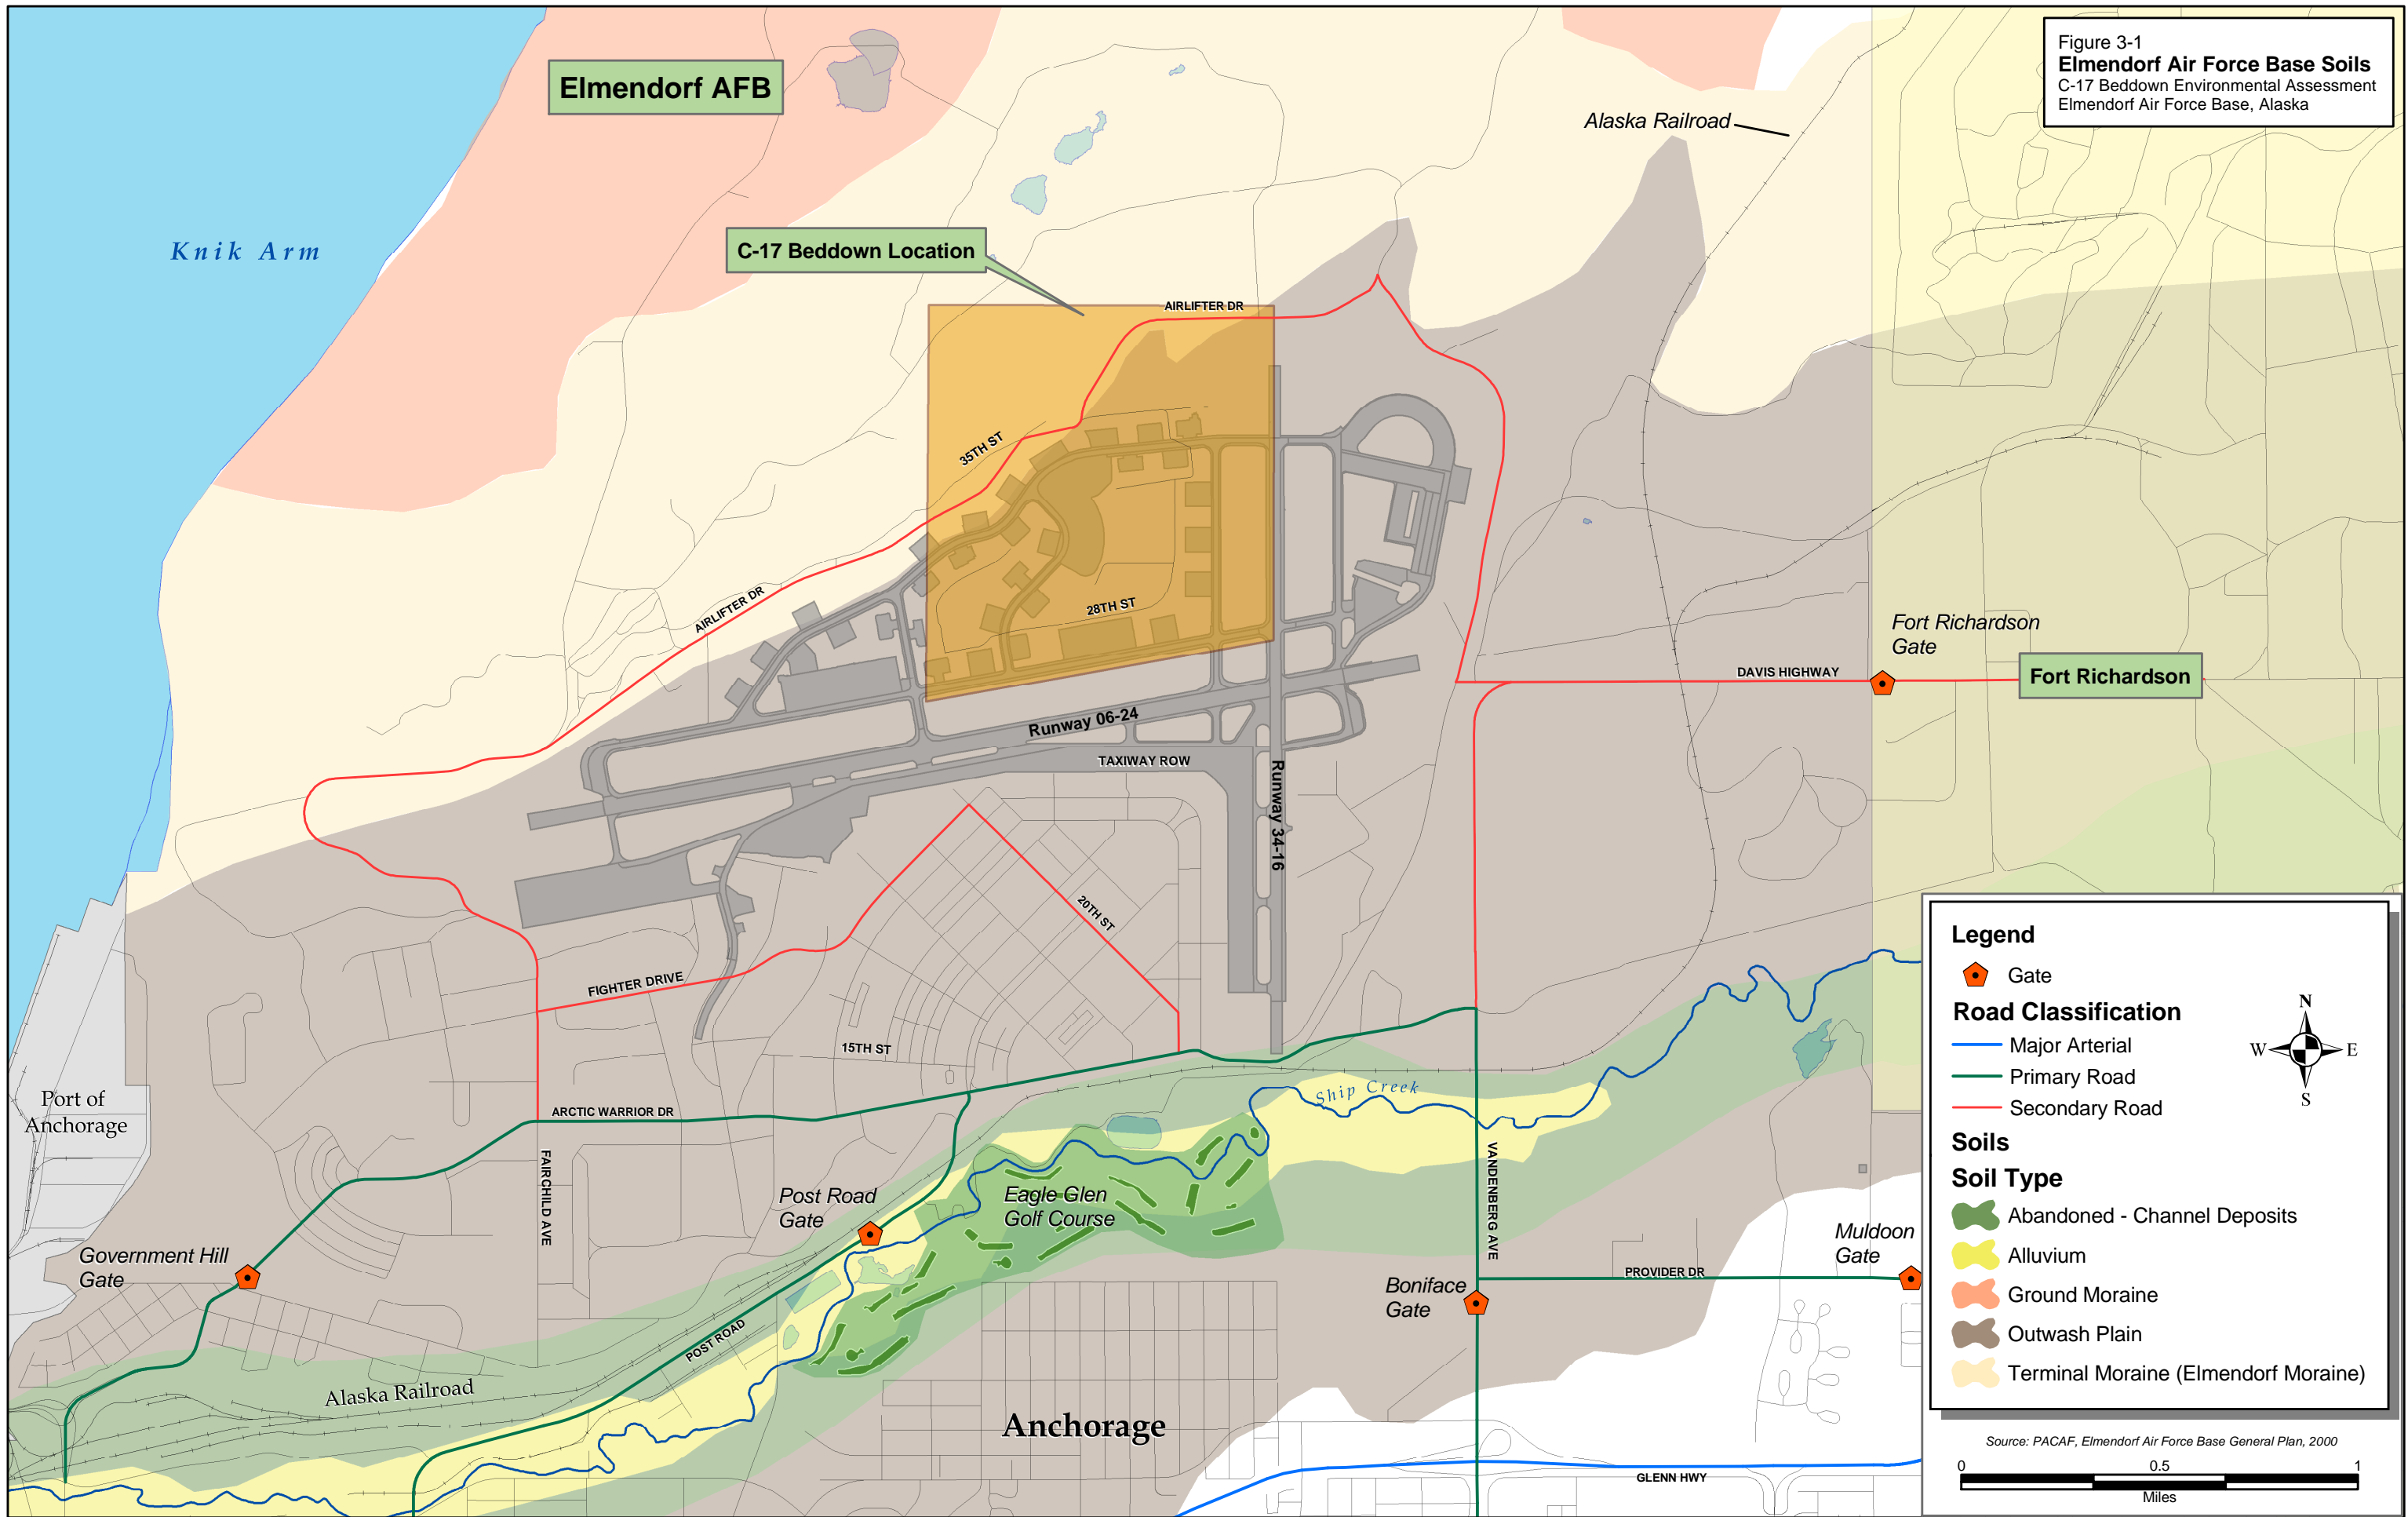 Figure 3-1
Elmendorf Air Force Base Soils
C-17 Beddown Environmental Assessment
Elmendorf Air Force Base, Alaska
Elmendorf AFB
Alaska Railroad
Knik Arm
C-17 Beddown Location
AIRLIFTER DR
35TH ST
AIRLIFTER DR
28TH ST
Fort Richardson
Gate
DAVIS HIGHWAY
Fort Richardson
Runway 06-24
TAXIWAY ROW
Runway 34-16
20TH ST
FIGHTER DRIVE
15TH ST
Port of
Anchorage
ARCTIC WARRIOR DR
Ship Creek
FAIRCHILD AVE
VANDENBERG AVE
Post Road
Gate
Eagle Glen
Golf Course
Government Hill
Gate
Muldoon
Gate
PROVIDER DR
Boniface
Gate
POST ROAD
Alaska Railroad
Anchorage
GLENN HWY
Legend
Gate
Road Classification
Major Arterial
Primary Road
Secondary Road
N
W
E
S
Soils
Soil Type
Abandoned - Channel Deposits
Alluvium
Ground Moraine
Outwash Plain
Terminal Moraine (Elmendorf Moraine)
Source: PACAF, Elmendorf Air Force Base General Plan, 2000
0 0.5 1
Miles